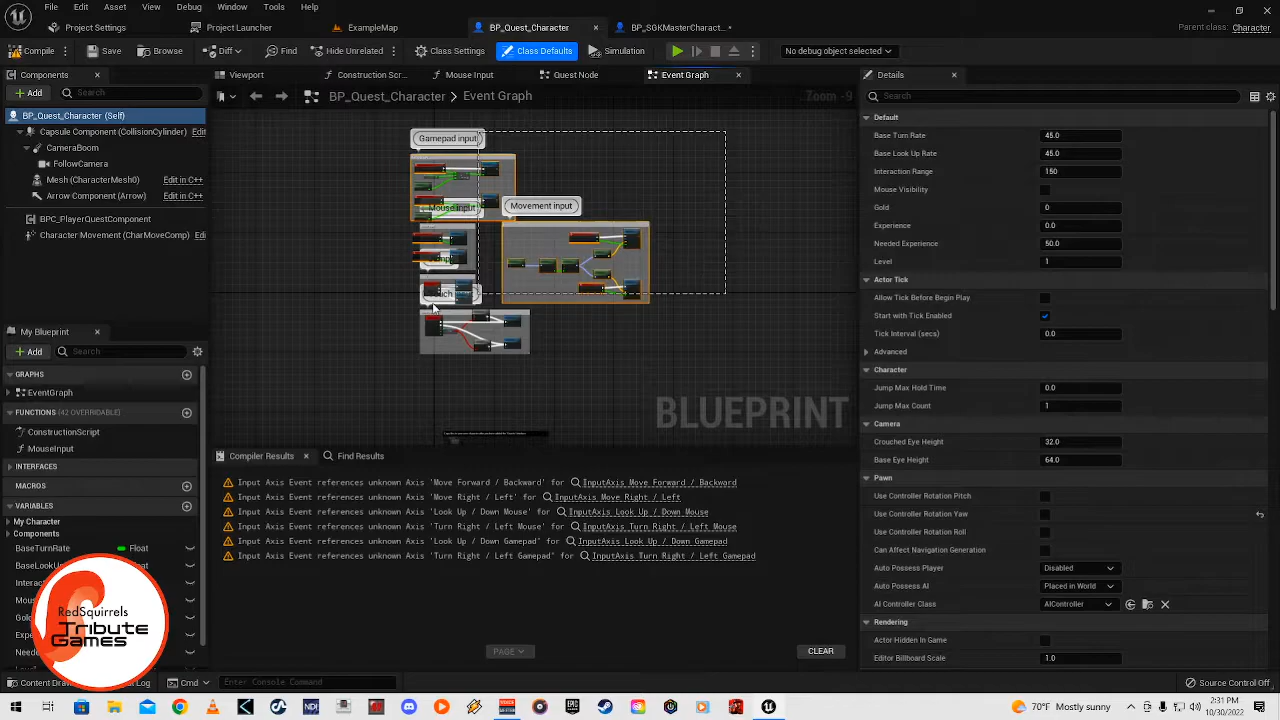 File
Edit
Asset
View
Debug
Window
Tools
Help
Project Browser
ExampleMap
BP_Quest_Character
BP_SGKMasterCharact...
Parent class: Character
Compile
Save
Browse
Diff
Find
Hide Unrelated
Class Settings
Class Defaults
Simulation
No debug object selected
Components
Viewport
Construction Scr...
Mouse Input
Quest Node
Event Graph
Details
Add
Search
BP_Quest_Character > Event Graph
Zoom -9
Search
BP_Quest_Character (Self)
Capsule Component (CollisionCylinder) Edit
CameraBoom
FollowCamera
Arrow (CharacterMesh0) Edit in C++
Arrow Component (Arrow) Edit in C++
BPC_PlayerQuestComponent
Character Movement (CharMoveComp) Edit
Gamepad input
Mouse input
Movement input
BLUEPRINT
Default
Base Turn Rate 45.0
Base Look Up Rate 45.0
Interaction Range 150
Mouse Visibility
Gold 0
Experience 0.0
Needed Experience 50.0
Level 1
Actor Tick
Allow Tick Before Begin Play
Start with Tick Enabled
Tick Interval (secs) 0.0
Advanced
Character
Jump Max Hold Time 0.0
Jump Max Count 1
Camera
Crouched Eye Height 32.0
Base Eye Height 64.0
Pawn
Use Controller Rotation Pitch
Use Controller Rotation Yaw
Use Controller Rotation Roll
Can Affect Navigation Generation
Auto Possess Player Disabled
Auto Possess AI Placed in World
AI Controller Class AIController
Rendering
Actor Hidden In Game
Editor Billboard Scale 1.0
My Blueprint
Add
Search
GRAPHS
EventGraph
FUNCTIONS (42 OVERRIDABLE)
ConstructionScript
MouseInput
INTERFACES
MACROS
VARIABLES
My Character
Components
BaseTurnRate Float
Compiler Results
Find Results
Input Axis Event references unknown Axis 'Move Forward / Backward' for InputAxis Move Forward / Backward
Input Axis Event references unknown Axis 'Move Right / Left' for InputAxis Move Right / Left
Input Axis Event references unknown Axis 'Look Up / Down Mouse' for InputAxis Look Up / Down Mouse
Input Axis Event references unknown Axis 'Turn Right / Left Mouse' for InputAxis Turn Right / Left Mouse
Input Axis Event references unknown Axis 'Look Up / Down Gamepad' for InputAxis Look Up / Down Gamepad
Input Axis Event references unknown Axis 'Turn Right / Left Gamepad' for InputAxis Turn Right / Left Gamepad
PAGE
CLEAR
RedSquirrels
Tribute
Games
Cmd
Enter Console Command
Source Control Off
70°F Mostly sunny
10/30/2022